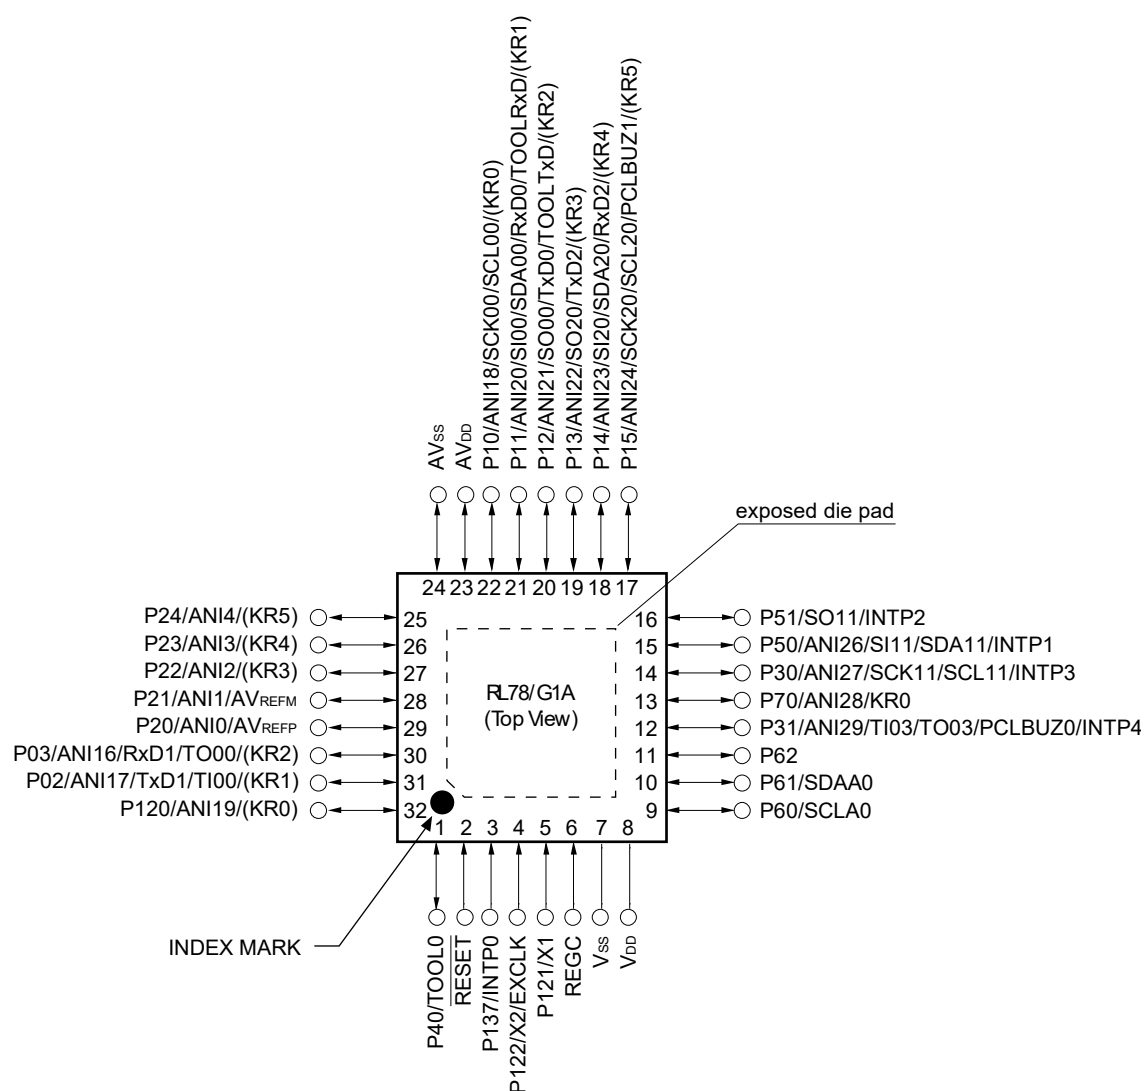 P10/ANI18/SCK00/SCL00/(KR0)
P11/ANI20/SI00/SDA00/RxD0/TOOLRxD/(KR1)
P12/ANI21/SO00/TxD0/TOOLTxD/(KR2)
P13/ANI22/SO20/TxD2/(KR3)
P14/ANI23/SI20/SDA20/RxD2/(KR4)
P15/ANI24/SCK20/SCL20/PCLBUZ1/(KR5)
AVSS
AVDD
exposed die pad
24 23 22 21 20 19 18 17
P24/ANI4/(KR5) 25
P23/ANI3/(KR4) 26
P22/ANI2/(KR3) 27
P21/ANI1/AVREFM 28
P20/ANI0/AVREFP 29
P03/ANI16/RxD1/TO00/(KR2) 30
P02/ANI17/TxD1/TI00/(KR1) 31
P120/ANI19/(KR0) 32
RL78/G1A
(Top View)
16 P51/SO11/INTP2
15 P50/ANI26/SI11/SDA11/INTP1
14 P30/ANI27/SCK11/SCL11/INTP3
13 P70/ANI28/KR0
12 P31/ANI29/TI03/TO03/PCLBUZ0/INTP4
11 P62
10 P61/SDAA0
9 P60/SCLA0
1 2 3 4 5 6 7 8
INDEX MARK
P40/TOOL0
RESET
P137/INTP0
P122/X2/EXCLK
P121/X1
REGC
VSS
VDD